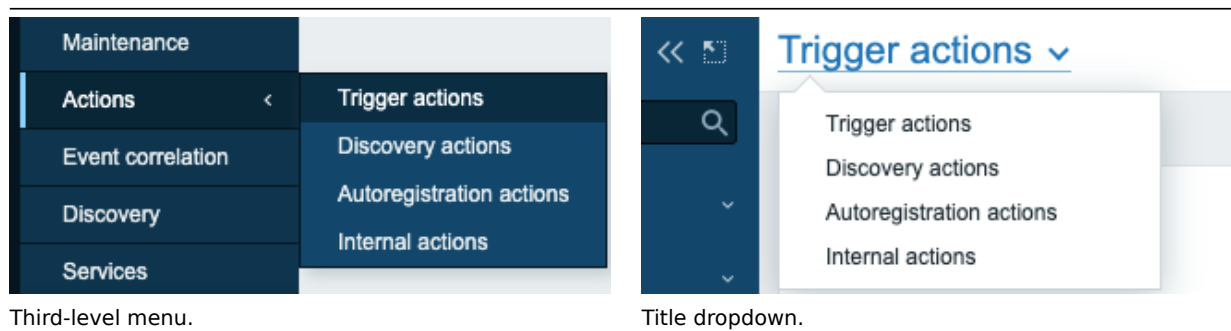 Maintenance
Actions
Trigger actions
Event correlation
Discovery actions
Autoregistration actions
Discovery
Internal actions
Services
Third-level menu.
Trigger actions
Trigger actions
Discovery actions
Autoregistration actions
Internal actions
Title dropdown.